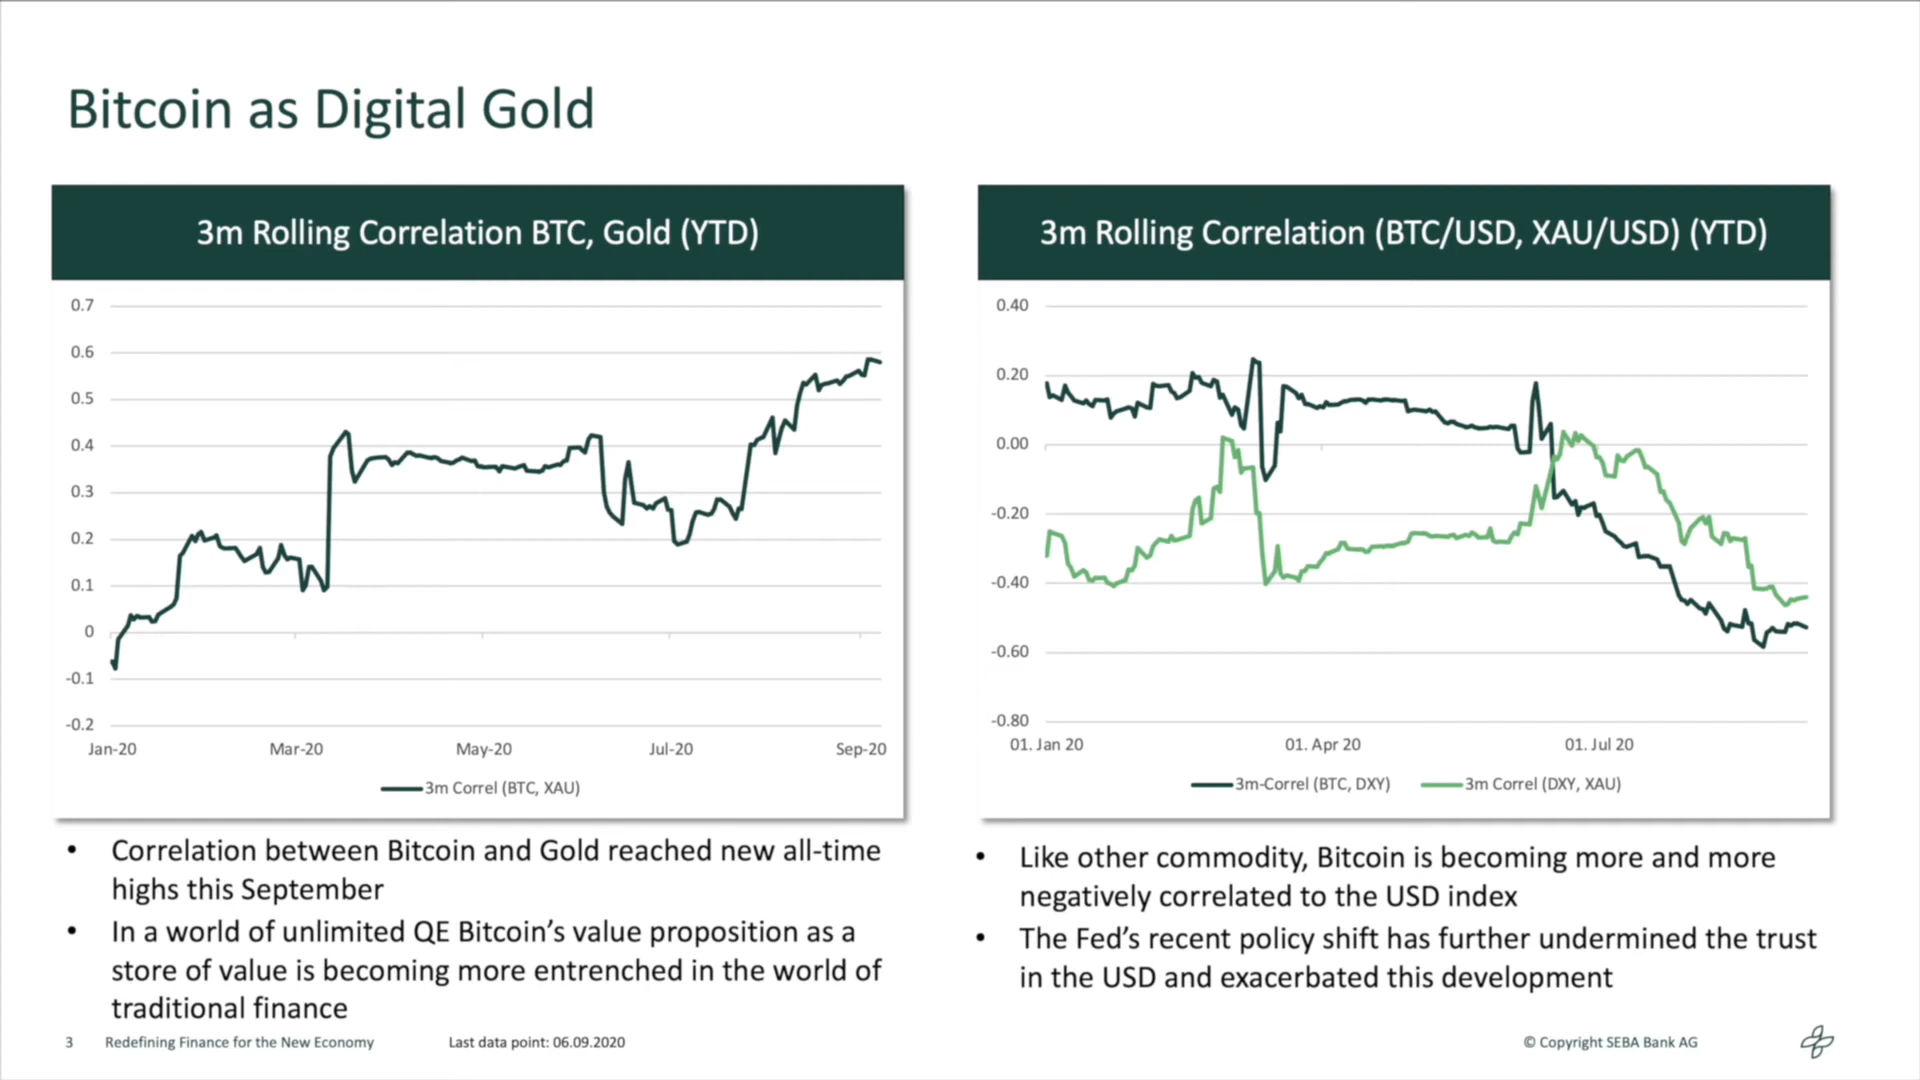 Bitcoin as Digital Gold
3m Rolling Correlation BTC, Gold (YTD)
0.7
0.6
0.5
0.4
0.3
0.2
0.1
0
-0.1
-0.2
Jan-20 Mar-20 May-20 Jul-20 Sep-20
3m Correl (BTC, XAU)
• Correlation between Bitcoin and Gold reached new all-time
highs this September
• In a world of unlimited QE Bitcoin’s value proposition as a
store of value is becoming more entrenched in the world of
traditional finance
3m Rolling Correlation (BTC/USD, XAU/USD) (YTD)
0.40
0.20
0.00
-0.20
-0.40
-0.60
-0.80
01. Jan 20 01. Apr 20 01. Jul 20
3m-Correl (BTC, DXY) 3m Correl (DXY, XAU)
• Like other commodity, Bitcoin is becoming more and more
negatively correlated to the USD index
• The Fed’s recent policy shift has further undermined the trust
in the USD and exacerbated this development
3 Redefining Finance for the New Economy Last data point: 06.09.2020 © Copyright SEBA Bank AG